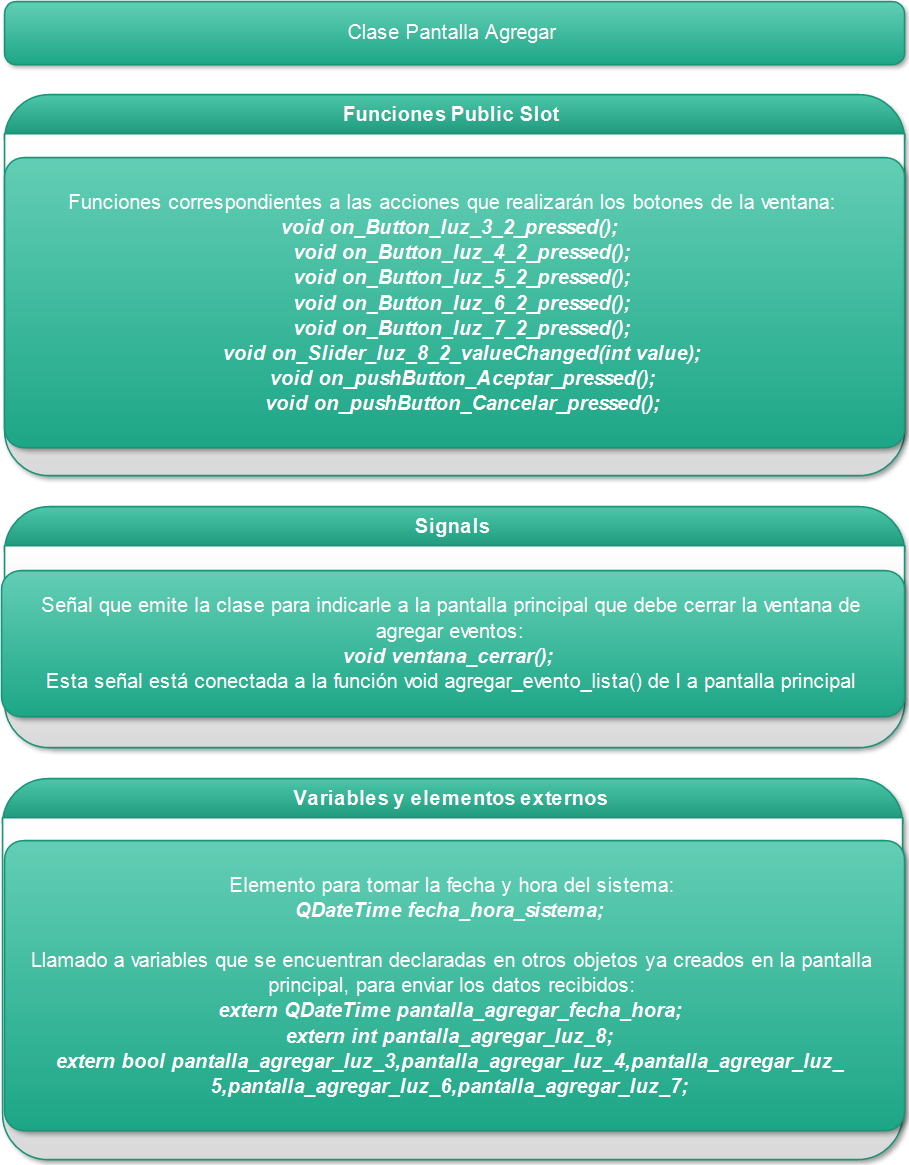 Clase Pantalla Agregar
Funciones Public Slot
Funciones correspondientes a las acciones que realizarán los botones de la ventana:
void on_Button_luz_3_2_pressed();
void on_Button_luz_4_2_pressed();
void on_Button_luz_5_2_pressed();
void on_Button_luz_6_2_pressed();
void on_Button_luz_7_2_pressed();
void on_Slider_luz_8_2_valueChanged(int value);
void on_pushButton_Aceptar_pressed();
void on_pushButton_Cancelar_pressed();
Signals
Señal que emite la clase para indicarle a la pantalla principal que debe cerrar la ventana de
agregar eventos:
void ventana_cerrar();
Esta señal está conectada a la función void agregar_evento_lista() de l a pantalla principal
Variables y elementos externos
Elemento para tomar la fecha y hora del sistema:
QDateTime fecha_hora_sistema;
Llamado a variables que se encuentran declaradas en otros objetos ya creados en la pantalla
principal, para enviar los datos recibidos:
extern QDateTime pantalla_agregar_fecha_hora;
extern int pantalla_agregar_luz_8;
extern bool pantalla_agregar_luz_3,pantalla_agregar_luz_4,pantalla_agregar_luz_
5,pantalla_agregar_luz_6,pantalla_agregar_luz_7;